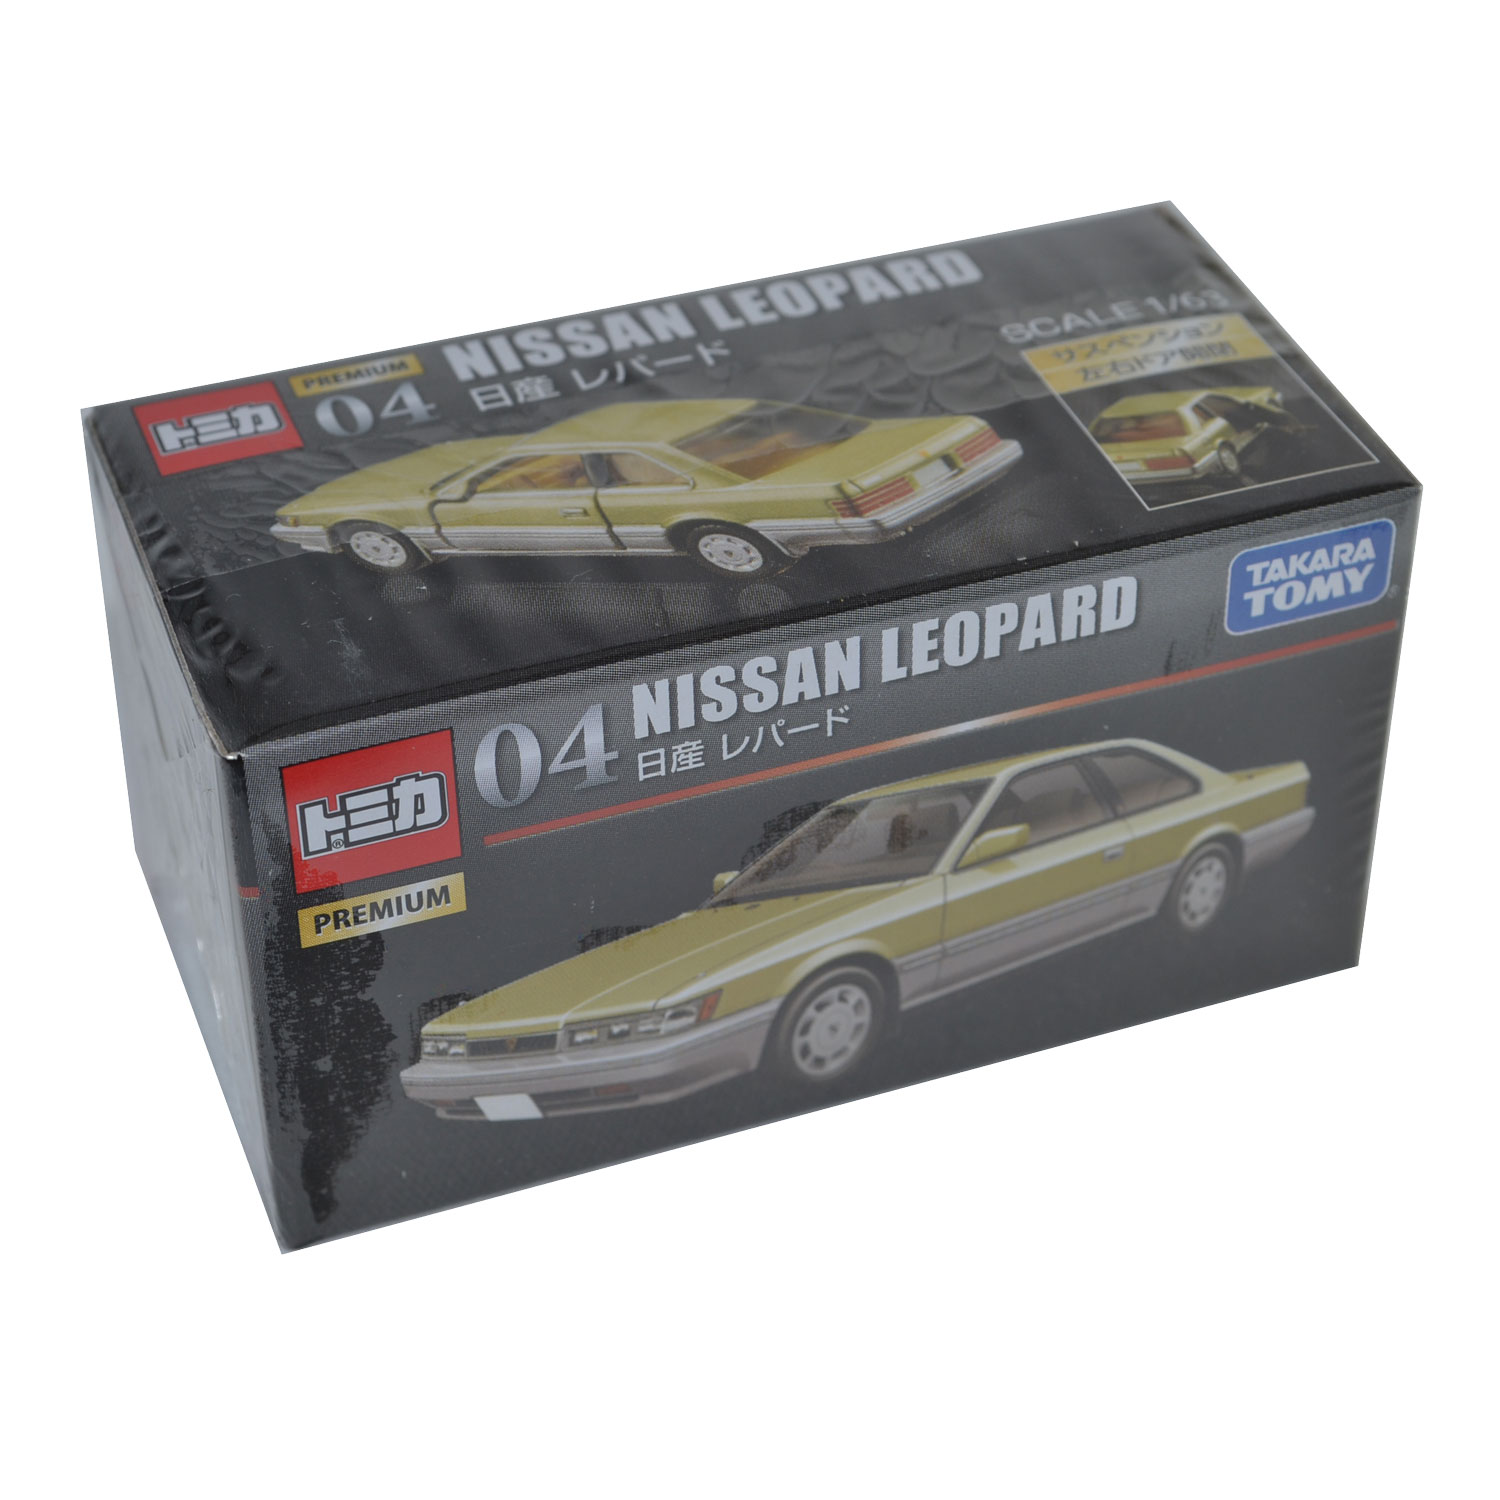 PREMIUM
トミカ
04
NISSAN LEOPARD
日産 レパード
SCALE 1/63
サスペンション
左右ドア開閉
TAKARA
TOMY®
04
NISSAN LEOPARD
日産 レパード
トミカ®
PREMIUM